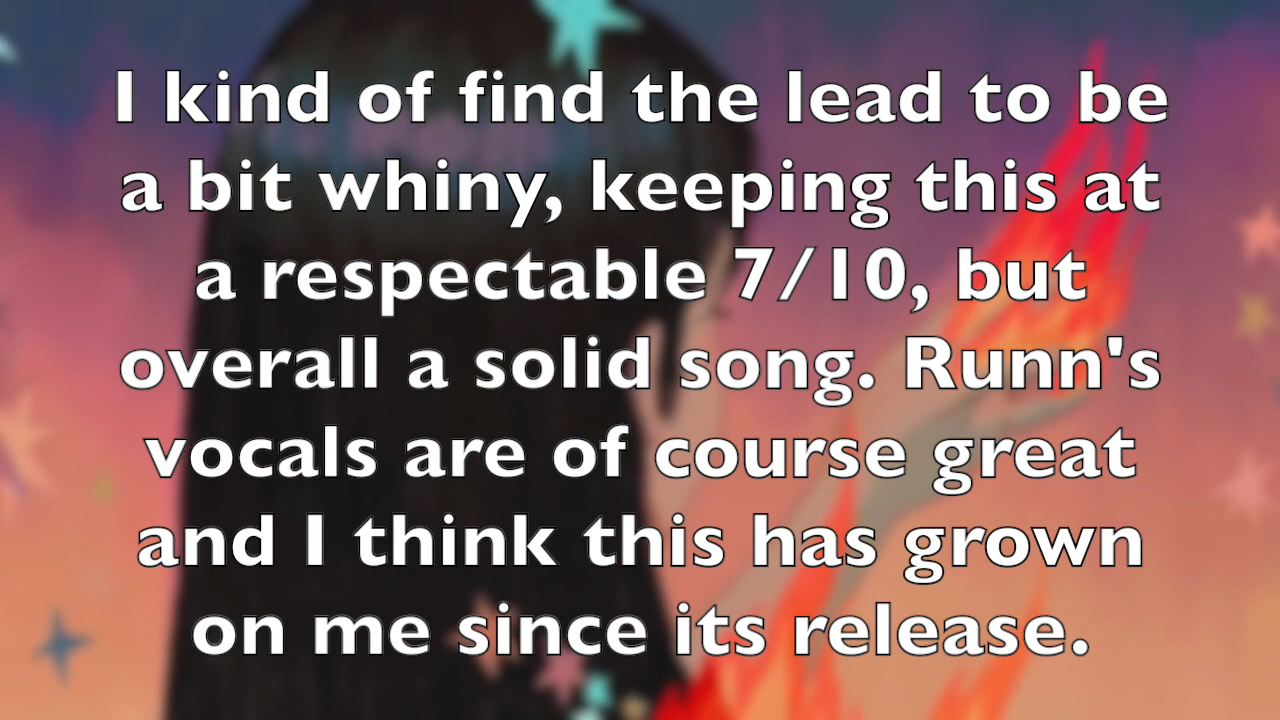 I kind of find the lead to be
a bit whiny, keeping this at
a respectable 7/10, but
overall a solid song. Runn's
vocals are of course great
and I think this has grown
on me since its release.